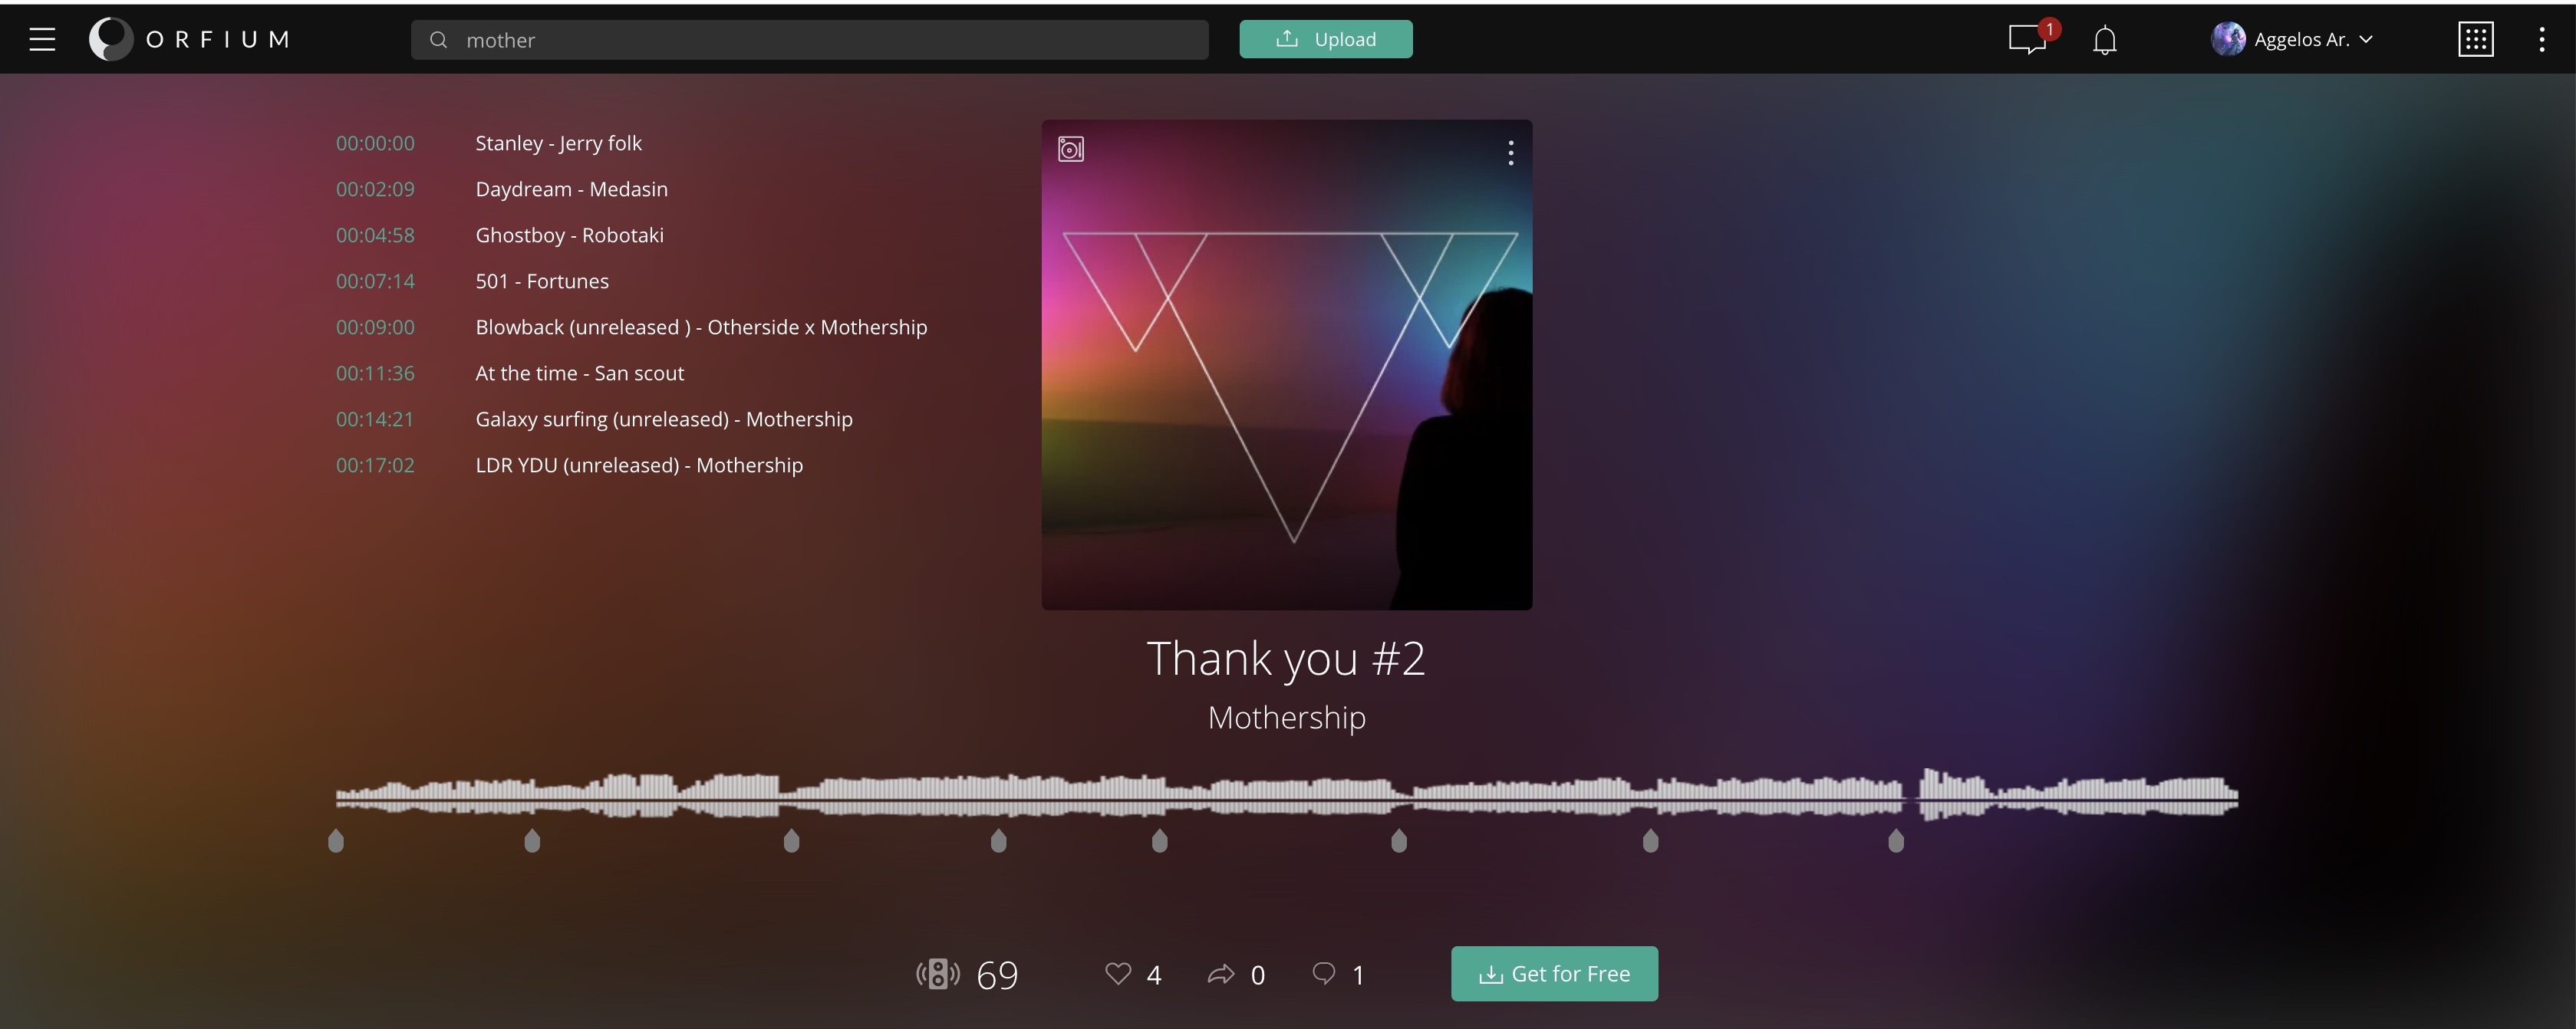 ORFIUM
mother
Upload
1
Aggelos Ar.
00:00:00 Stanley - Jerry folk
00:02:09 Daydream - Medasin
00:04:58 Ghostboy - Robotaki
00:07:14 501 - Fortunes
00:09:00 Blowback (unreleased ) - Otherside x Mothership
00:11:36 At the time - San scout
00:14:21 Galaxy surfing (unreleased) - Mothership
00:17:02 LDR YDU (unreleased) - Mothership
Thank you #2
Mothership
69 4 0 1 Get for Free